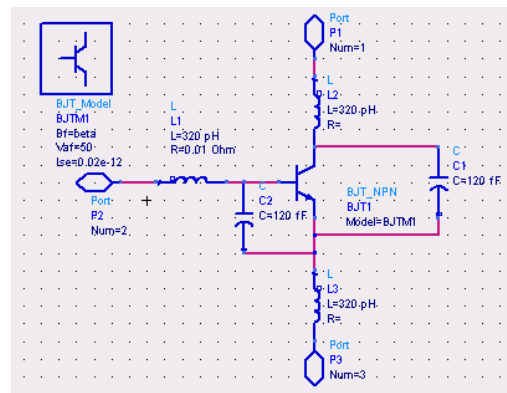 Port
P1
Num=1
BJT_Model
BJTM1
Bf=beta
Vaf=50
Ise=0.02e-12
L
L1
L=320 pH
R=0.01 Ohm
L
L2
L=320 pH
R=
C
C1
C=120 fF
Port
P2
Num=2
C
C2
C=120 fF
BJT_NPN
BJT1
Model=BJTM1
L
L3
L=320 pH
R=
Port
P3
Num=3